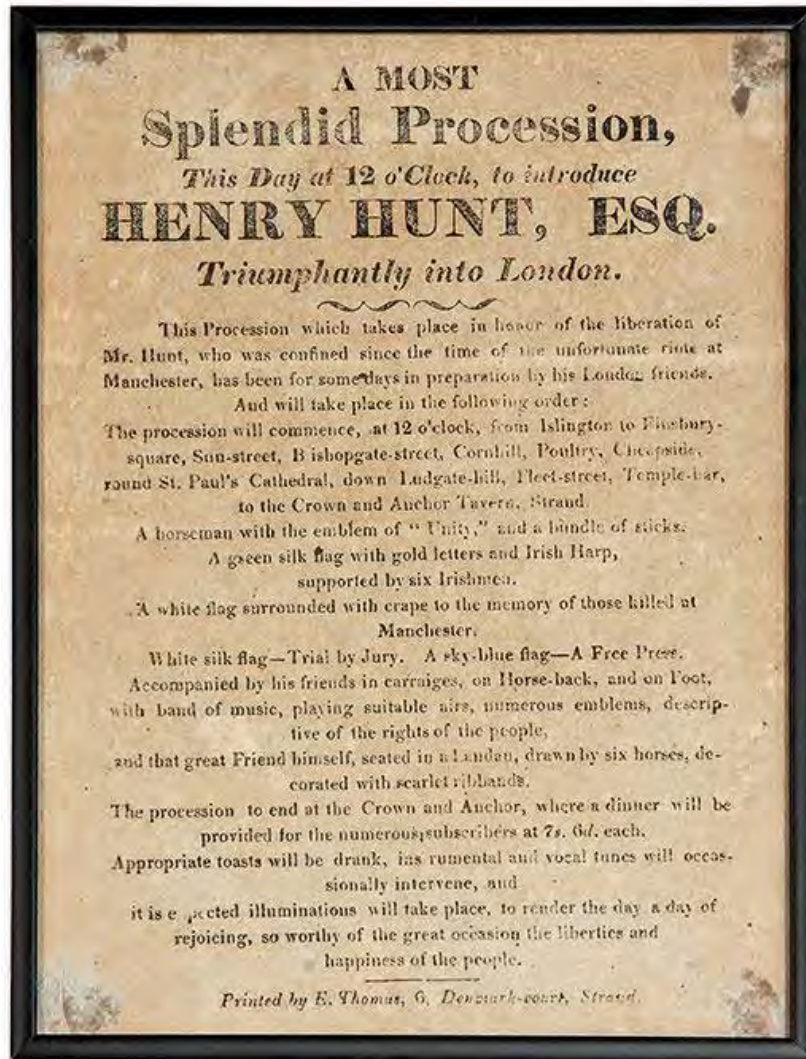 A MOST
Splendid Procession,
This Day at 12 o'Clock, to introduce
HENRY HUNT, ESQ.
Triumphantly into London.
This Procession which takes place in honor of the liberation of
Mr. Hunt, who was confined since the time of the unfortunate riots at
Manchester, has been for some days in preparation by his London friends.
And will take place in the following order:
The procession will commence, at 12 o'clock, from Islington to Finsbury-
square, Sun-street, Bishopgate-street, Cornhill, Poultry, Cheapside,
round St. Paul's Cathedral, down Ludgate-hill, Fleet-street, Temple-bar,
to the Crown and Anchor Tavern, Strand.
A horseman with the emblem of "Unity," and a bundle of sticks.
A green silk flag with gold letters and Irish Harp,
supported by six Irishmen.
A white flag surrounded with crape to the memory of those killed at
Manchester.
White silk flag—Trial by Jury. A sky-blue flag—A Free Press.
Accompanied by his friends in carraiges, on Horse-back, and on Foot,
with band of music, playing suitable airs, numerous emblems, descrip-
tive of the rights of the people,
and that great Friend himself, seated in a Landau, drawn by six horses, de-
corated with scarlet ribbands.
The procession to end at the Crown and Anchor, where a dinner will be
provided for the numerous subscribers at 7s. 6d. each.
Appropriate toasts will be drank, ins rumental and vocal tunes will occas-
sionally intervene, and
it is e pected illuminations will take place, to render the day a day of
rejoicing, so worthy of the great occasion the liberties and
happiness of the people.
Printed by E. Thomas, 6, Denmark-court, Strand.